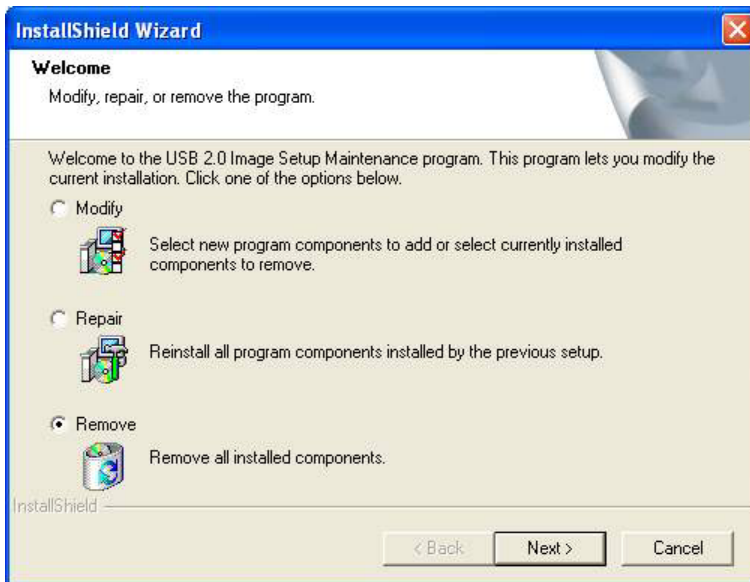 InstallShield Wizard
Welcome
Modify, repair, or remove the program.
Welcome to the USB 2.0 Image Setup Maintenance program. This program lets you modify the
current installation. Click one of the options below.
Modify
Select new program components to add or select currently installed
components to remove.
Repair
Reinstall all program components installed by the previous setup.
Remove
Remove all installed components.
InstallShield
< Back Next > Cancel